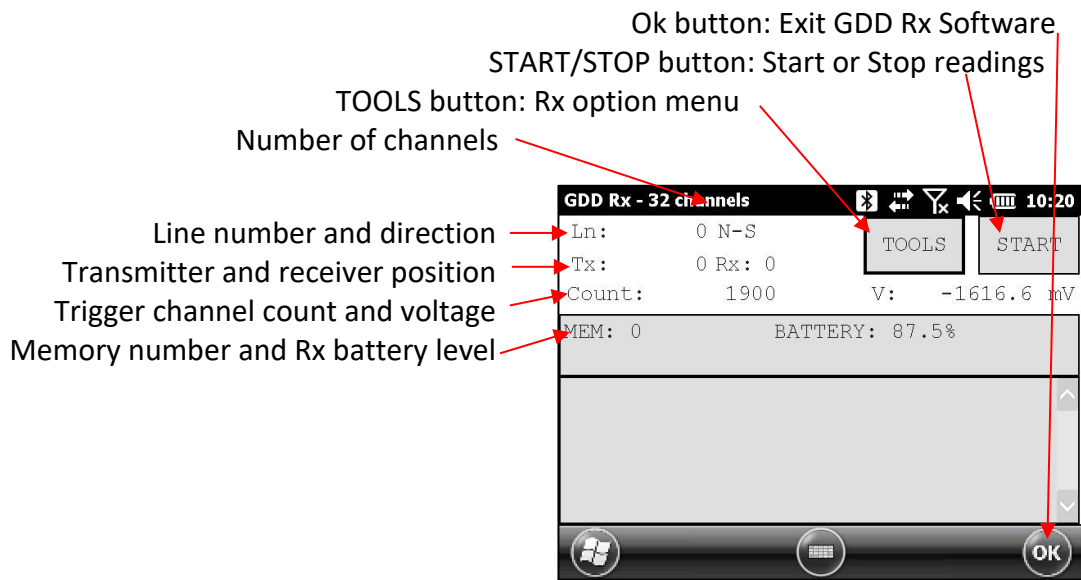 Ok button: Exit GDD Rx Software
START/STOP button: Start or Stop readings
TOOLS button: Rx option menu
Number of channels
GDD Rx - 32 channels 10:20
Line number and direction
Ln: 0 N-S
TOOLS
START
Transmitter and receiver position
Tx: 0 Rx: 0
Trigger channel count and voltage
Count: 1900 V: -1616.6 mV
Memory number and Rx battery level
MEM: 0 BATTERY: 87.5%
OK